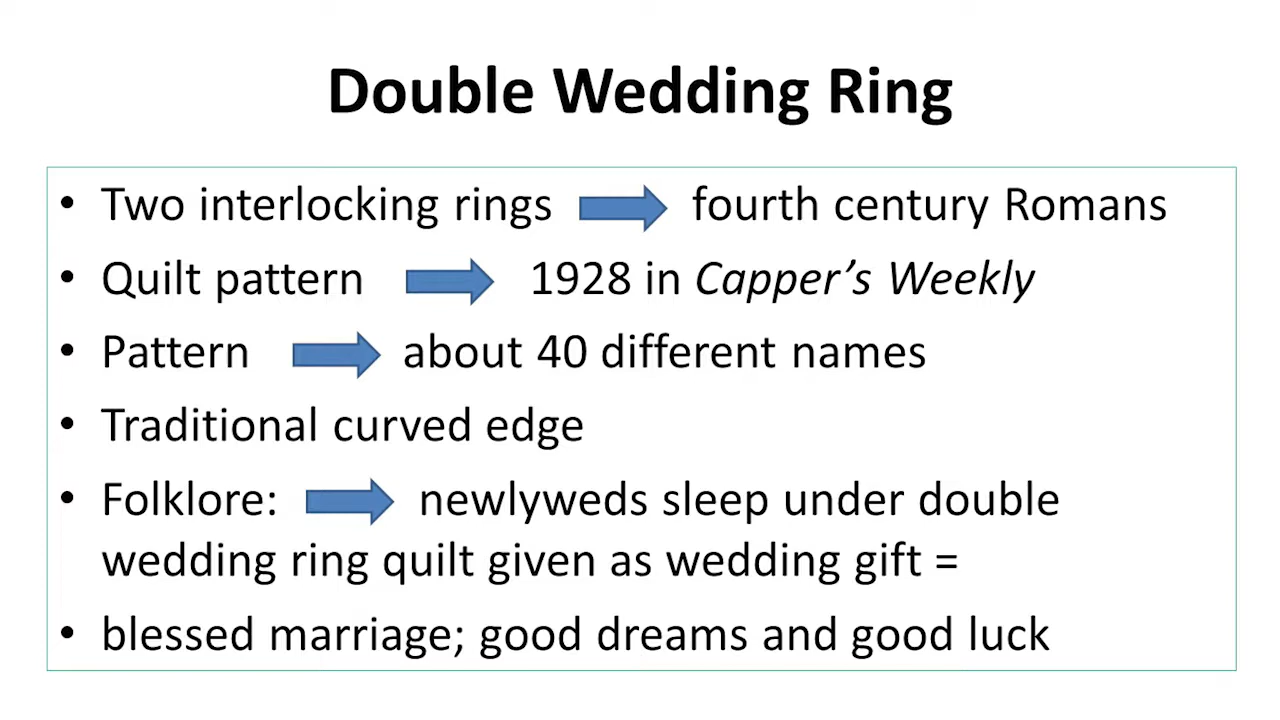 Double Wedding Ring
• Two interlocking rings fourth century Romans
• Quilt pattern 1928 in Capper’s Weekly
• Pattern about 40 different names
• Traditional curved edge
• Folklore: newlyweds sleep under double
wedding ring quilt given as wedding gift =
• blessed marriage; good dreams and good luck